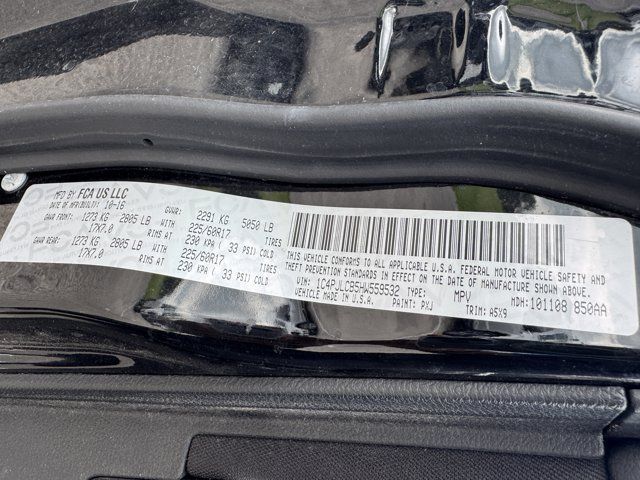 MFD BY FCA US LLC
DATE OF MFR(BUILT): 10-16 GVWR: 2291 KG 5050 LB
GAWR FRONT: 1273 KG 2805 LB WITH 225/60R17 TIRES
17X7.0 RIMS AT 230 KPA ( 33 PSI) COLD
GAWR REAR: 1273 KG 2805 LB WITH 225/60R17 TIRES
17X7.0 RIMS AT 230 KPA ( 33 PSI) COLD
THIS VEHICLE CONFORMS TO ALL APPLICABLE U.S.A. FEDERAL MOTOR VEHICLE SAFETY AND
THEFT PREVENTION STANDARDS IN EFFECT ON THE DATE OF MANUFACTURE SHOWN ABOVE.
VIN: 1C4PJLCB5HW559532 TYPE: MPV MDH:101108 850AA
VEHICLE MADE IN U.S.A. PAINT: PXJ TRIM: A5X9